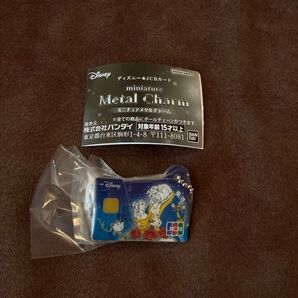 Disney
ディズニー★JCBカード
miniature
Metal Charm
ミニチュアメタルチャーム
※全ての商品にボールチェーンがつきます。
発売元
株式会社バンダイ 対象年齢15才以上
東京都台東区駒形1-4-8 〒111-8081
BANDAI
Disney
JCB